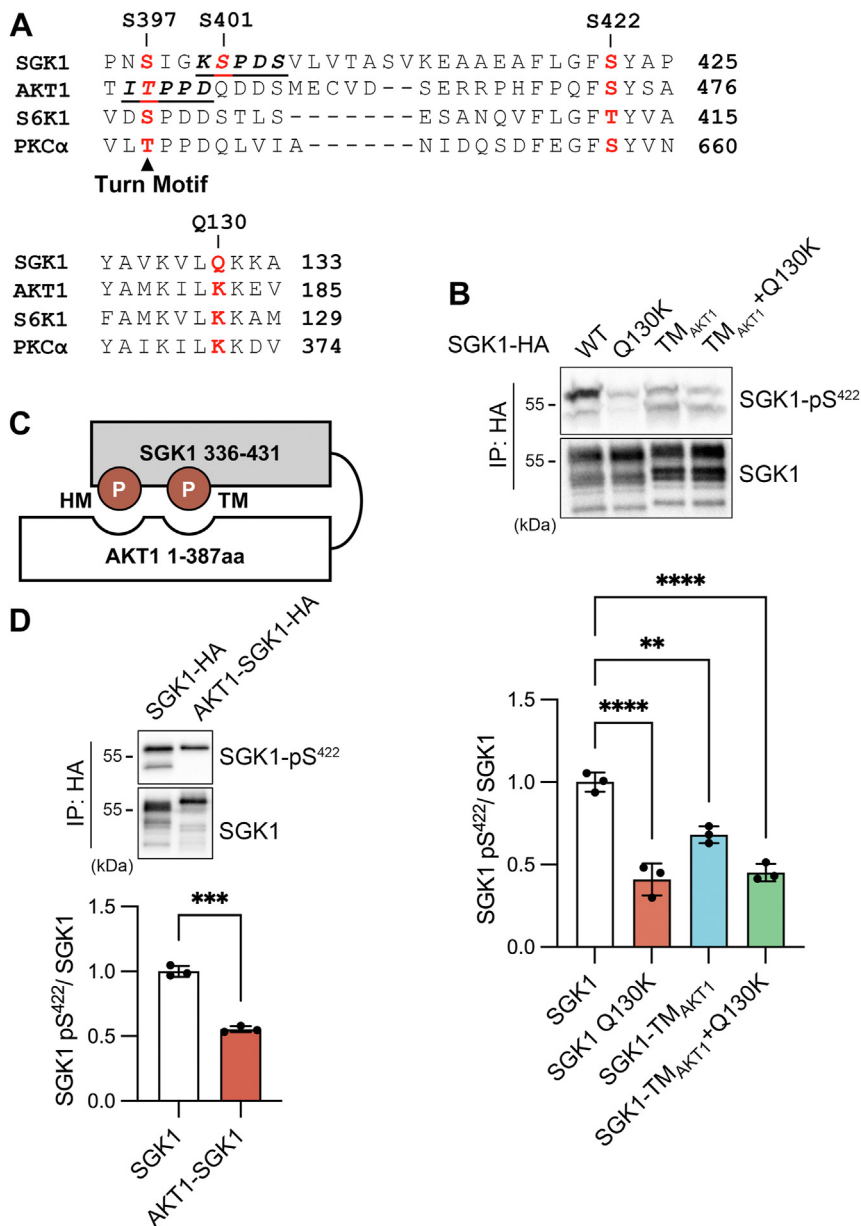 A
S397 S401 S422
SGK1 PNSIGKSPDSVLVTASVKEAAEAFLGFSYAP 425
AKT1 TITPPDQDDSMECVD--SERRPHFPQFSYSA 476
S6K1 VDSPDDSTLS-------ESANQVFLGFTYVA 415
PKCα VLTPPDQLVIA------NIDQSDFEGFSYVN 660
Turn Motif
Q130
SGK1 YAVKVLQKKA 133
AKT1 YAMKILKKEV 185
S6K1 FAMKVLKKAM 129
PKCα YAIKILKKDV 374
B
SGK1-HA WT Q130K TMAKT1 TMAKT1+Q130K
IP: HA
55
SGK1-pS422
55
SGK1
(kDa)
SGK1 pS422/ SGK1
1.5
1.0
0.5
0.0
****
**
****
SGK1
SGK1 Q130K
SGK1-TMAKT1
SGK1-TMAKT1+Q130K
C
SGK1 336-431
HM P P TM
AKT1 1-387aa
D
SGK1-HA
AKT1-SGK1-HA
IP: HA
55
SGK1-pS422
55
SGK1
(kDa)
SGK1 pS422/ SGK1
1.5
1.0
0.5
0.0
***
SGK1
AKT1-SGK1